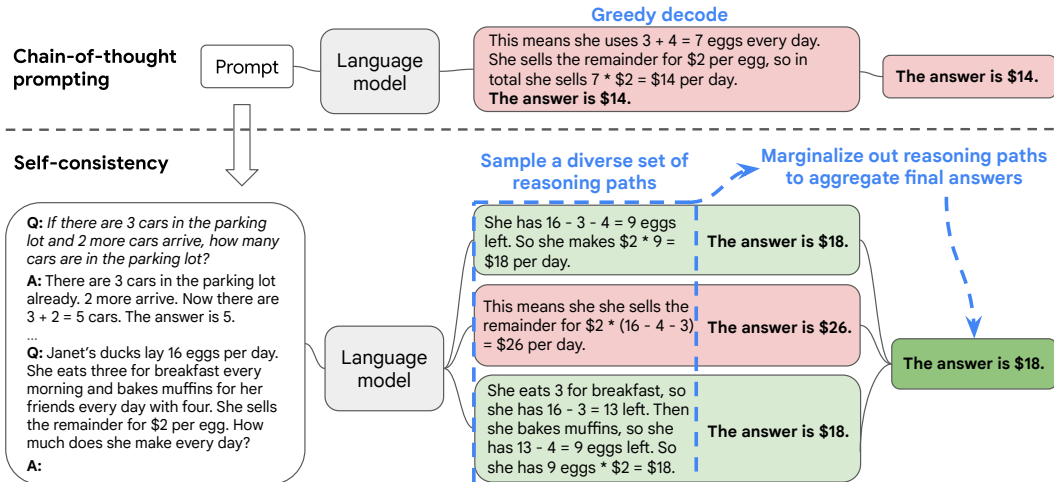 Greedy decode
Chain-of-thought
prompting
Prompt
Language
model
This means she uses 3 + 4 = 7 eggs every day.
She sells the remainder for $2 per egg, so in
total she sells 7 * $2 = $14 per day.
The answer is $14.
The answer is $14.
Self-consistency
Sample a diverse set of
reasoning paths
Marginalize out reasoning paths
to aggregate final answers
Q: If there are 3 cars in the parking
lot and 2 more cars arrive, how many
cars are in the parking lot?
A: There are 3 cars in the parking lot
already. 2 more arrive. Now there are
3 + 2 = 5 cars. The answer is 5.
...
Q: Janet's ducks lay 16 eggs per day.
She eats three for breakfast every
morning and bakes muffins for her
friends every day with four. She sells
the remainder for $2 per egg. How
much does she make every day?
A:
Language
model
She has 16 - 3 - 4 = 9 eggs
left. So she makes $2 * 9 =
$18 per day.
The answer is $18.
This means she she sells the
remainder for $2 * (16 - 4 - 3)
= $26 per day.
The answer is $26.
She eats 3 for breakfast, so
she has 16 - 3 = 13 left. Then
she bakes muffins, so she
has 13 - 4 = 9 eggs left. So
she has 9 eggs * $2 = $18.
The answer is $18.
The answer is $18.